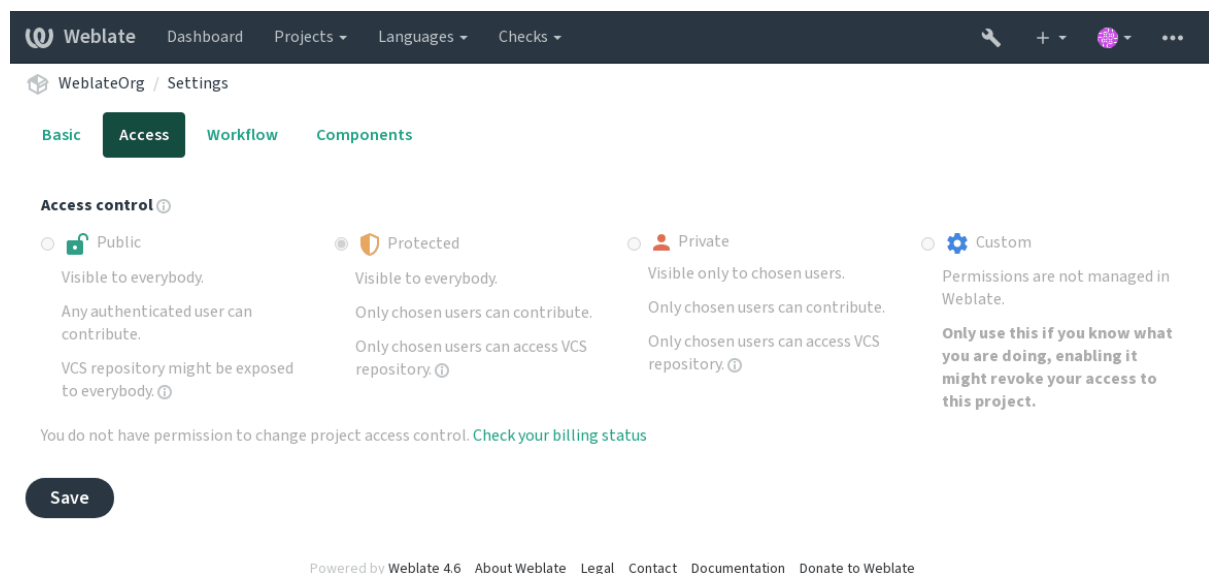 Weblate Dashboard Projects Languages Checks
WeblateOrg / Settings
Basic Access Workflow Components
Access control
Public
Visible to everybody.
Any authenticated user can
contribute.
VCS repository might be exposed
to everybody.
Protected
Visible to everybody.
Only chosen users can contribute.
Only chosen users can access VCS
repository.
Private
Visible only to chosen users.
Only chosen users can contribute.
Only chosen users can access VCS
repository.
Custom
Permissions are not managed in
Weblate.
Only use this if you know what
you are doing, enabling it
might revoke your access to
this project.
You do not have permission to change project access control. Check your billing status
Save
Powered by Weblate 4.6 About Weblate Legal Contact Documentation Donate to Weblate